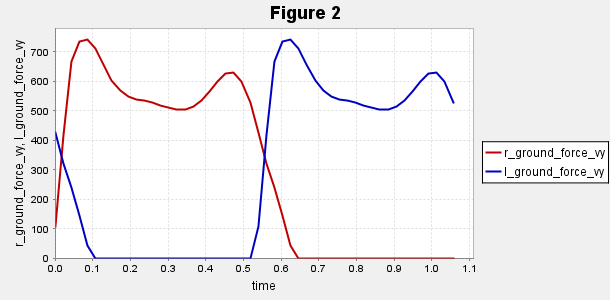 Figure 2
r_ground_force_vy, l_ground_force_vy
700
600
500
400
300
200
100
0
0.0 0.1 0.2 0.3 0.4 0.5 0.6 0.7 0.8 0.9 1.0 1.1
time
r_ground_force_vy
l_ground_force_vy